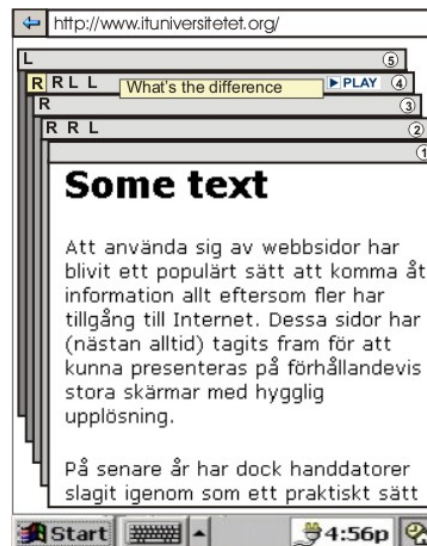 http://www.ituniversitetet.org/
L 5
R R L L What's the difference PLAY 4
R 3
R R L 2
1
Some text
Att använda sig av webbsidor har
blivit ett populärt sätt att komma åt
information allt eftersom fler har
tillgång till Internet. Dessa sidor har
(nästan alltid) tagits fram för att
kunna presenteras på förhållandevis
stora skärmar med hygglig
upplösning.
På senare år har dock handdatorer
slagit igenom som ett praktiskt sätt
Start 4:56p